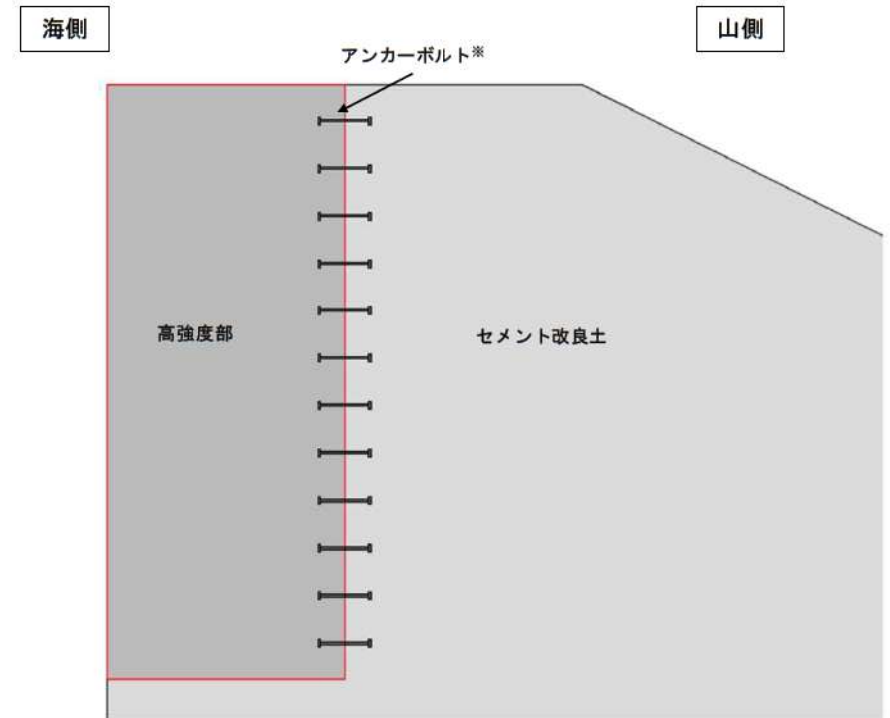 海側
山側
アンカーボルト※
高強度部
セメント改良土